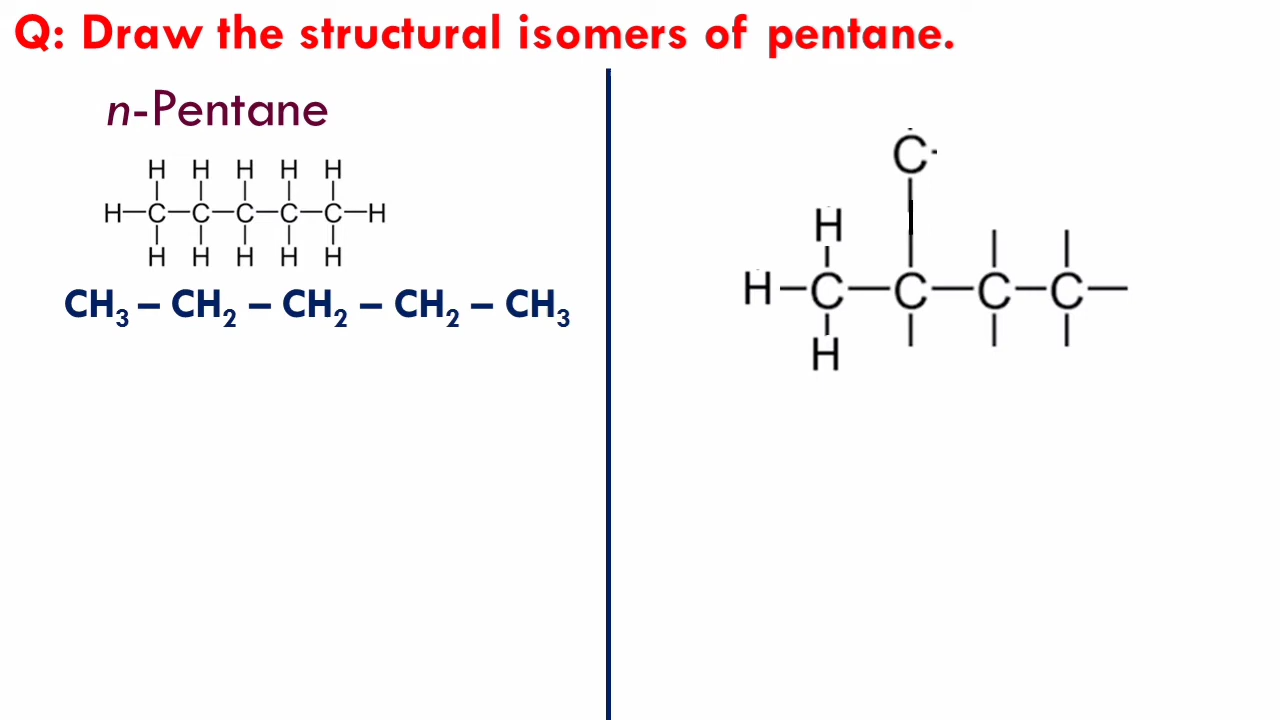 Q: Draw the structural isomers of pentane.
n-Pentane
H H H H H
H–C–C–C–C–C–H
H H H H H
CH₃ – CH₂ – CH₂ – CH₂ – CH₃
C
H
H–C–C–C–C–
H